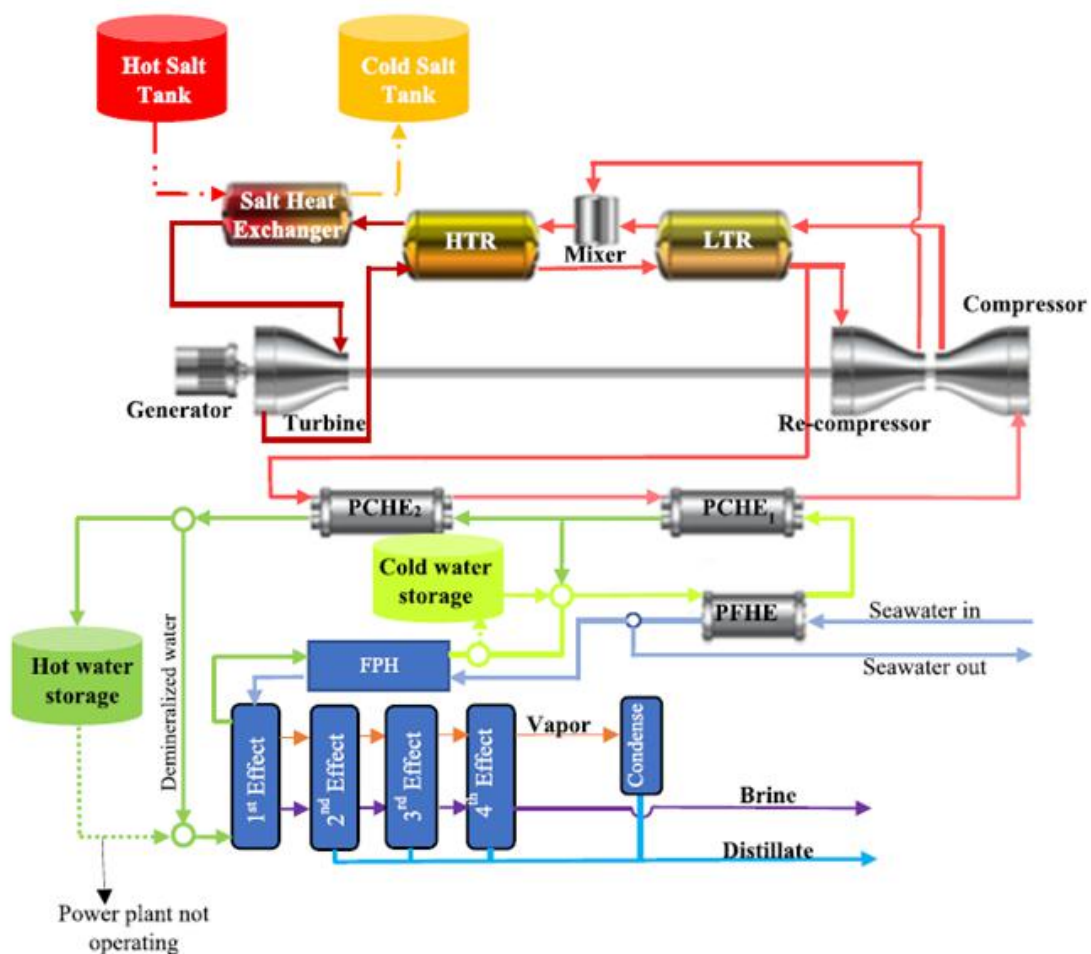 Hot Salt
Tank
Cold Salt
Tank
Salt Heat
Exchanger
HTR
Mixer
LTR
Compressor
Generator
Turbine
Re-compressor
PCHE2
PCHE1
Cold water
storage
PFHE
Seawater in
Seawater out
Hot water
storage
Demineralized water
FPH
1st Effect
2nd Effect
3rd Effect
4th Effect
Vapor
Condense
Brine
Distillate
Power plant not
operating